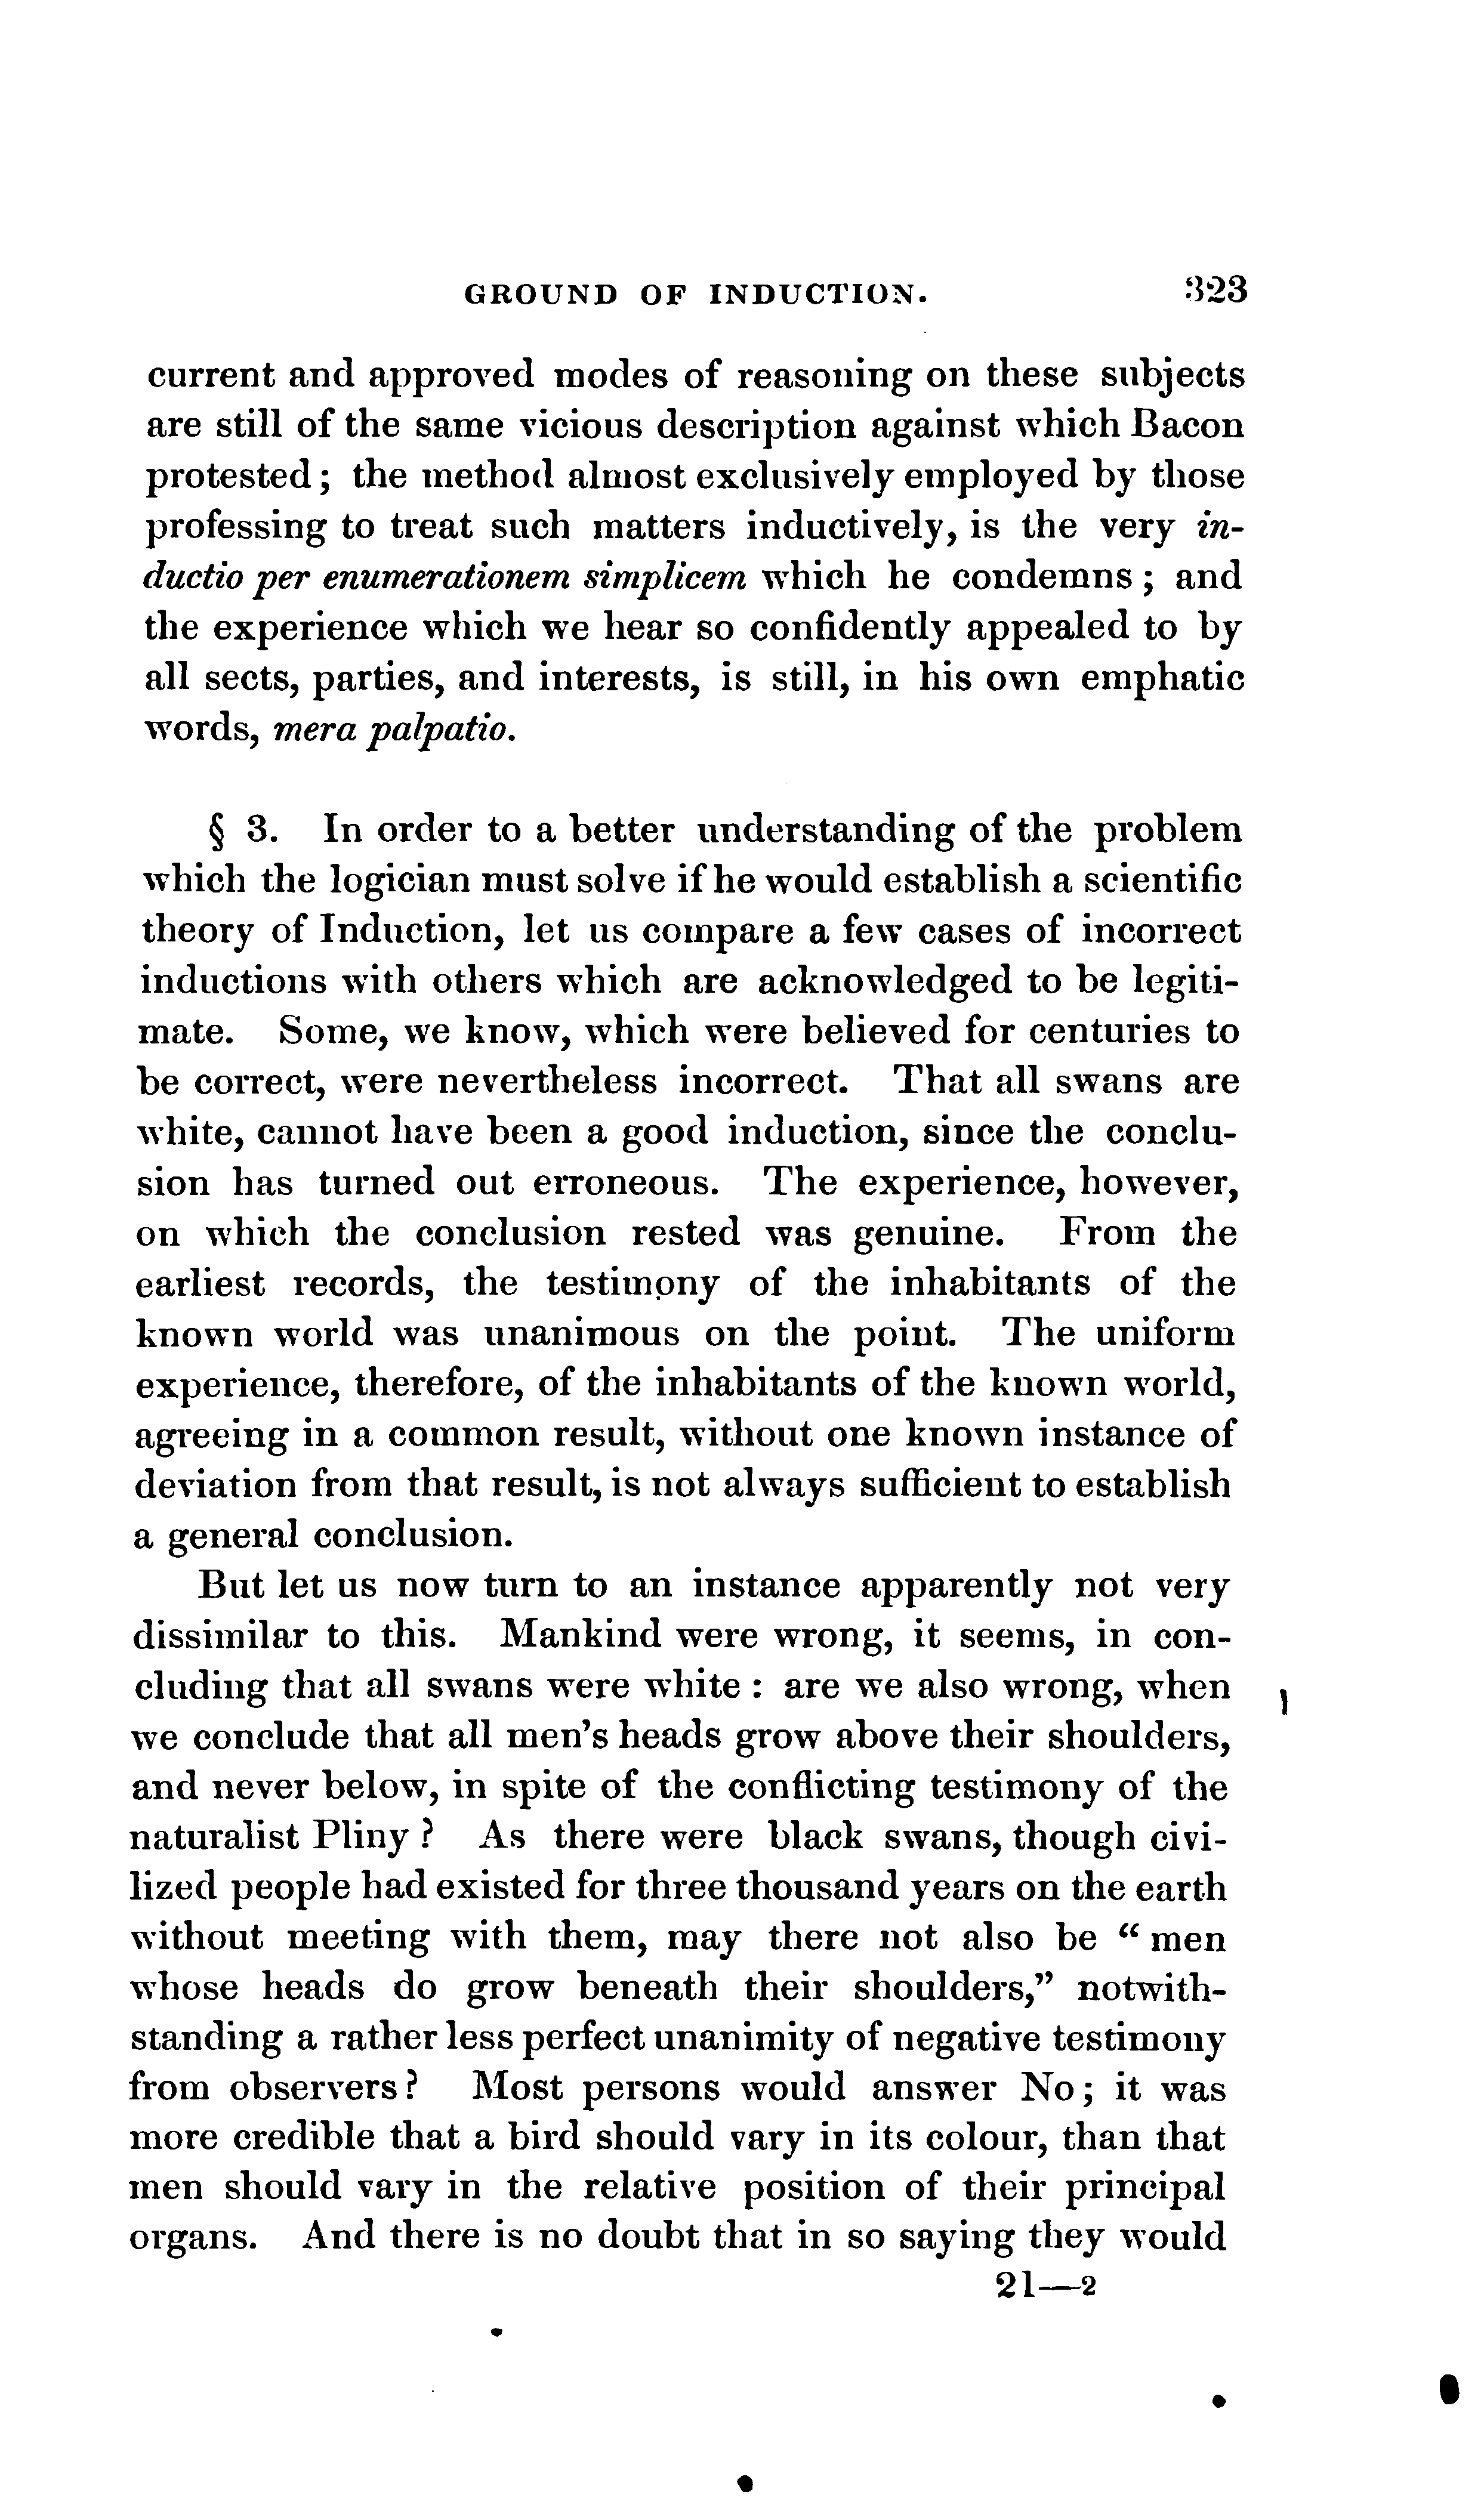 GROUND OF INDUCTION. 323
current and approved modes of reasoning on these subjects
are still of the same vicious description against which Bacon
protested; the method almost exclusively employed by those
professing to treat such matters inductively, is the very in-
ductio per enumerationem simplicem which he condemns; and
the experience which we hear so confidently appealed to by
all sects, parties, and interests, is still, in his own emphatic
words, mera palpatio.
§ 3. In order to a better understanding of the problem
which the logician must solve if he would establish a scientific
theory of Induction, let us compare a few cases of incorrect
inductions with others which are acknowledged to be legiti-
mate. Some, we know, which were believed for centuries to
be correct, were nevertheless incorrect. That all swans are
white, cannot have been a good induction, since the conclu-
sion has turned out erroneous. The experience, however,
on which the conclusion rested was genuine. From the
earliest records, the testimony of the inhabitants of the
known world was unanimous on the point. The uniform
experience, therefore, of the inhabitants of the known world,
agreeing in a common result, without one known instance of
deviation from that result, is not always sufficient to establish
a general conclusion.
But let us now turn to an instance apparently not very
dissimilar to this. Mankind were wrong, it seems, in con-
cluding that all swans were white : are we also wrong, when
we conclude that all men's heads grow above their shoulders,
and never below, in spite of the conflicting testimony of the
naturalist Pliny ? As there were black swans, though civi-
lized people had existed for three thousand years on the earth
without meeting with them, may there not also be “ men
whose heads do grow beneath their shoulders,” notwith-
standing a rather less perfect unanimity of negative testimony
from observers? Most persons would answer No; it was
more credible that a bird should vary in its colour, than that
men should vary in the relative position of their principal
organs. And there is no doubt that in so saying they would
21—2